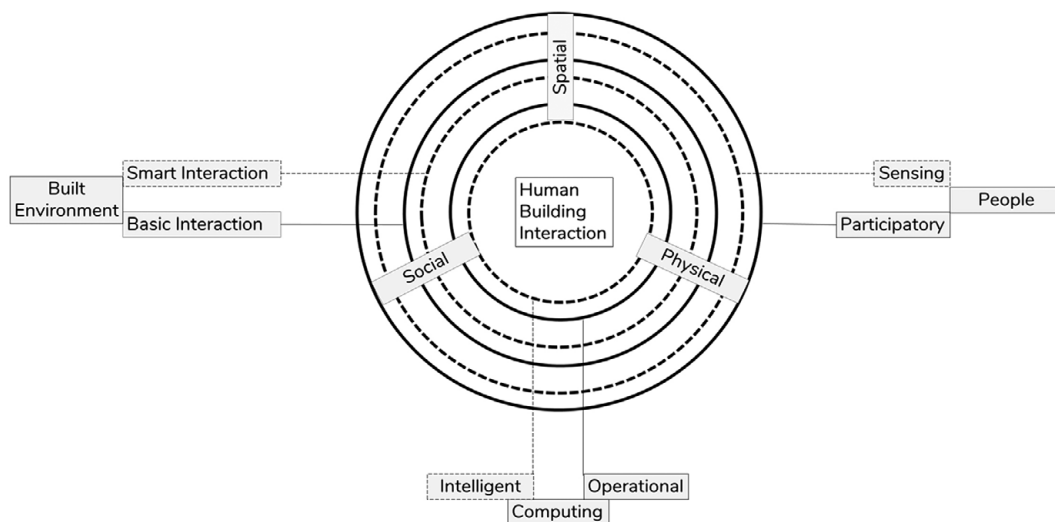 Spatial
Smart Interaction
Built
Environment
Basic Interaction
Human
Building
Interaction
Sensing
People
Participatory
Social
Physical
Intelligent
Operational
Computing